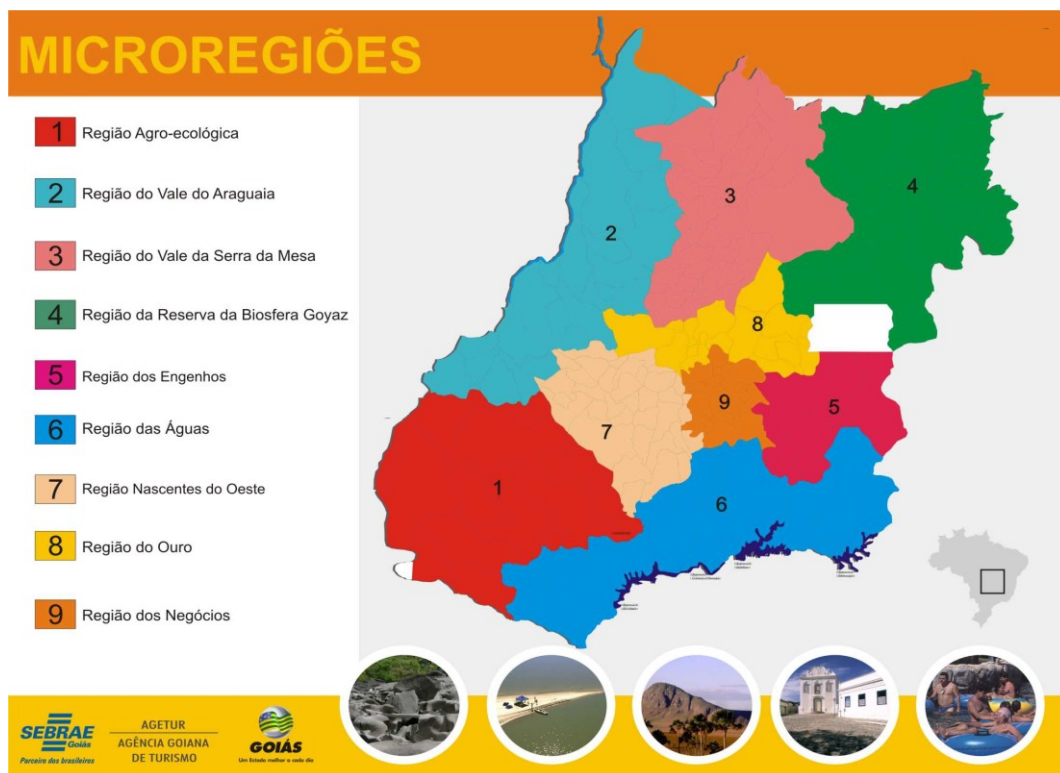 MICROREGIÕES
1 Região Agro-ecológica
2 Região do Vale do Araguaia
3 Região do Vale da Serra da Mesa
4 Região da Reserva da Biosfera Goyaz
5 Região dos Engenhos
6 Região das Águas
7 Região Nascentes do Oeste
8 Região do Ouro
9 Região dos Negócios
2
3
4
8
9
5
7
1
6
SEBRAE
Goiás
Parceiro dos brasileiros
AGETUR
AGÊNCIA GOIANA
DE TURISMO
GOIÁS
Um Estado melhor a cada dia